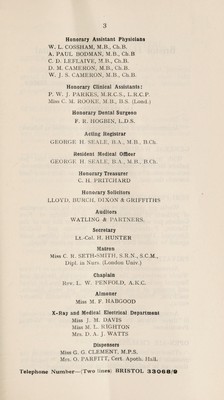 3
Honorary Assistant Physicians
W. L. COSSHAM, M.B., Ch.B.
A. PAUL BODMAN, M.B., Ch.B
C. D. LEFLAIVE, M.B., Ch.B.
D. M. CAMERON, M.B., Ch.B.
W. J. S. CAMERON, M.B., Ch.B.
Honorary Clinical Assistants:
P. W. J. PARKES, M.R.C.S., L.R.C.P.
Miss C. M. ROOKE, M.B., B.S. (Lond.)
Honorary Dental Surgeon
F. R. HOGBIN, L.D.S.
Acting Registrar
GEORGE H. SEALE, B.A., M.B., B.Ch.
Resident Medical Officer
GEORGE H. SEALE, B.A., M.B., B.Ch.
Honorary Treasurer
C. H. PRITCHARD
Honorary Solicitors
LLOYD, BURCH, DIXON & GRIFFITHS
Auditors
WATLING & PARTNERS.
Secretary
Lt.-Col. H. HUNTER
Matron
Miss C. R. SETH-SMITH, S.R.N., S.C.M.,
Dipl. in Nurs. (London Univ.)
Chaplain
Rev. L. W. PENFOLD, A.K.C.
Almoner
Miss M. F. HABGOOD
X-Ray and Medical Electrical Department
Miss J. M. DAVIS
Miss M. L. RIGHTON
Mrs. D. A. J. WATTS
Dispensers
Miss G. G. CLEMENT, M.P.S.
Mrs. O. PARFITT, Cert. Apoth. Hall.
Telephone Number—(Two lines) BRISTOL 33068/9